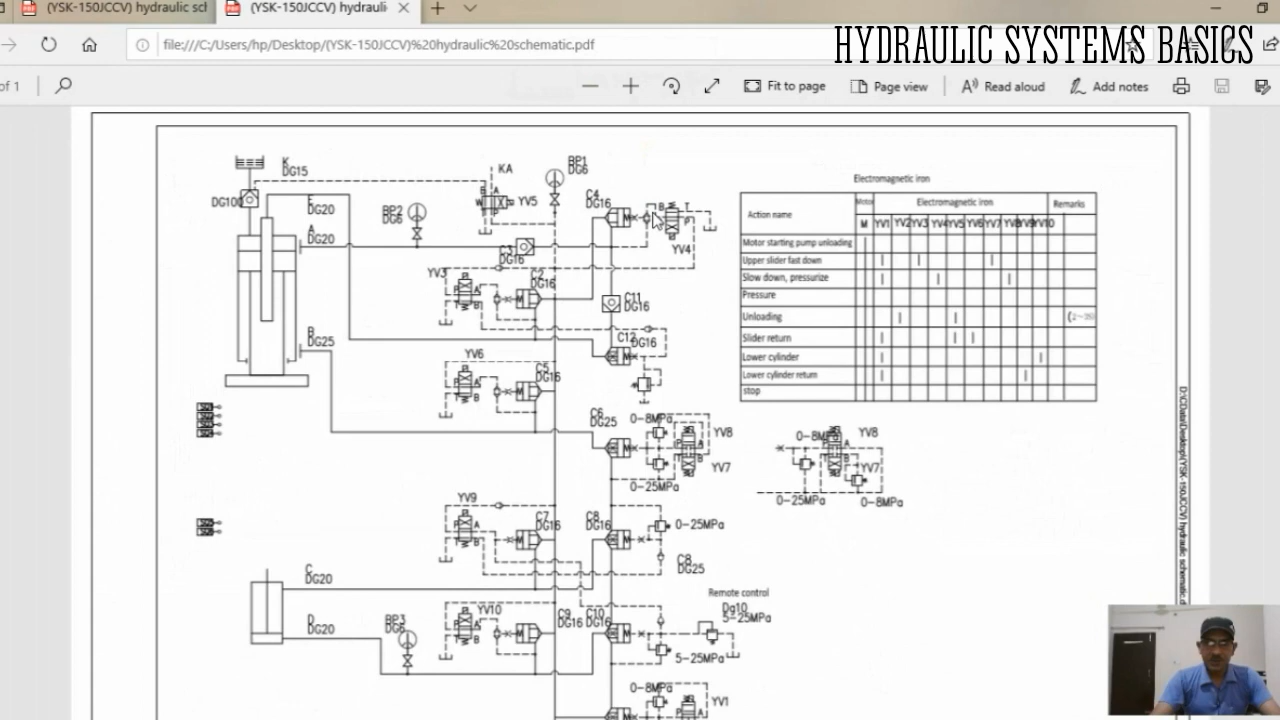 (YSK-150JCCV) hydraulic scl
(YSK-150JCCV) hydrauli
HYDRAULIC SYSTEMS BASICS
file:///C:/Users/hp/Desktop/(YSK-150JCCV)%20hydraulic%20schematic.pdf
of 1
Fit to page
Page view
Read aloud
Add notes
K
DG15
DG100
F
DG20
A
DG20
BP2
DG6
KA
B A
YV5
BP1
DG6
C4
DG16
B T
P
YV4
C3
DG16
YV3
P A
T B
C2
DG16
C11
DG16
C12
DG16
B
DG25
YV6
P A
T B
C5
DG16
C6
DG25
0-8MPa
YV8
P A
T B
YV7
0-25MPa
YV9
P A
T B
C7
DG16
C8
DG16
0-25MPa
C8
DG25
C
DG20
D
DG20
BP3
DG6
YV10
P A
T B
C9
DG16
C10
DG16
Remote control
Dg10
5-25MPa
5-25MPa
0-8MPa
YV1
Electromagnetic iron
Action name
Motor
Electromagnetic iron
Remarks
M YV1 YV2 YV3 YV4 YV5 YV6 YV7 YV8 YV9 YV10
Motor starting pump unloading
Upper slider fast down
Slow down, pressurize
Pressure
Unloading
Slider return
Lower cylinder
Lower cylinder return
stop
0-8MPa
YV8
P A
T B
YV7
0-25MPa
0-8MPa